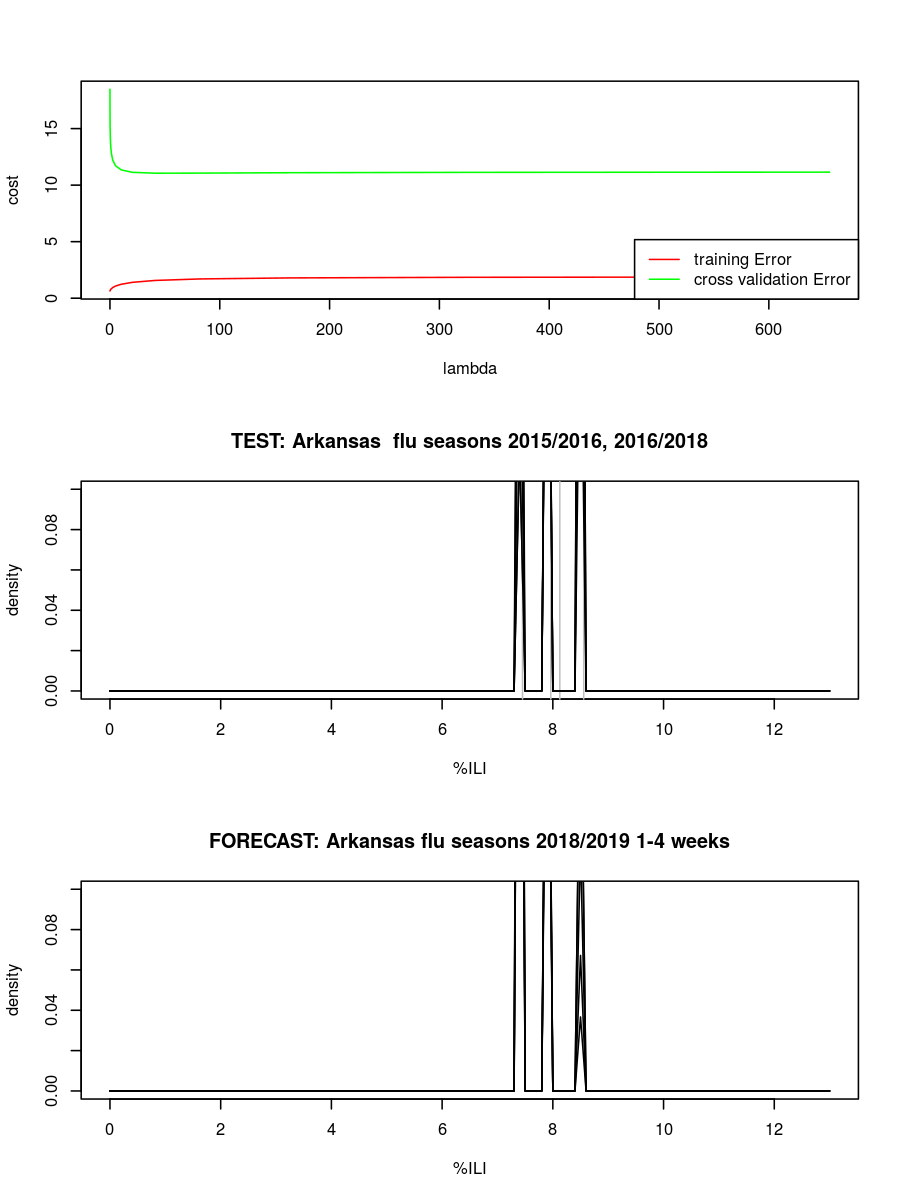 cost
15
10
5
0
training Error
cross validation Error
0 100 200 300 400 500 600
lambda
TEST: Arkansas  flu seasons 2015/2016, 2016/2018
density
0.08
0.04
0.00
0 2 4 6 8 10 12
%ILI
FORECAST: Arkansas flu seasons 2018/2019 1-4 weeks
density
0.08
0.04
0.00
0 2 4 6 8 10 12
%ILI